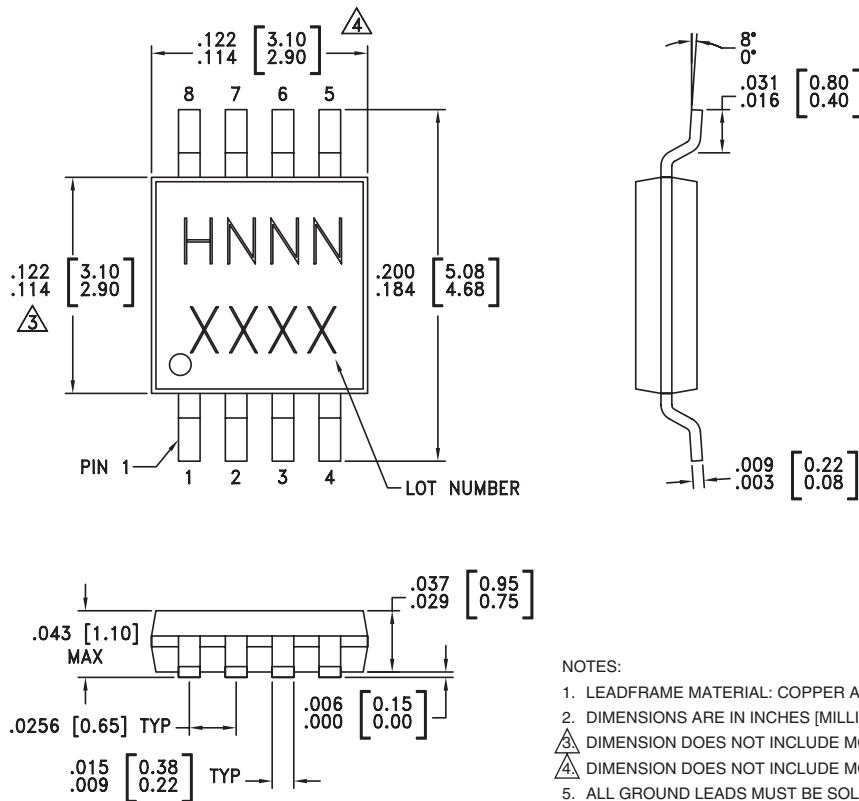 .122 [3.10]
.114 [2.90]
4
8 7 6 5
HNNN
XXXX
.122 [3.10]
.114 [2.90]
3
.200 [5.08]
.184 [4.68]
PIN 1
1 2 3 4
LOT NUMBER
8°
0°
.031 [0.80]
.016 [0.40]
.009 [0.22]
.003 [0.08]
.037 [0.95]
.029 [0.75]
.043 [1.10]
MAX
.0256 [0.65] TYP
.006 [0.15]
.000 [0.00]
.015 [0.38]
.009 [0.22]
TYP
NOTES:
1. LEADFRAME MATERIAL: COPPER A
2. DIMENSIONS ARE IN INCHES [MILLI
3. DIMENSION DOES NOT INCLUDE MO
4. DIMENSION DOES NOT INCLUDE MO
5. ALL GROUND LEADS MUST BE SOL